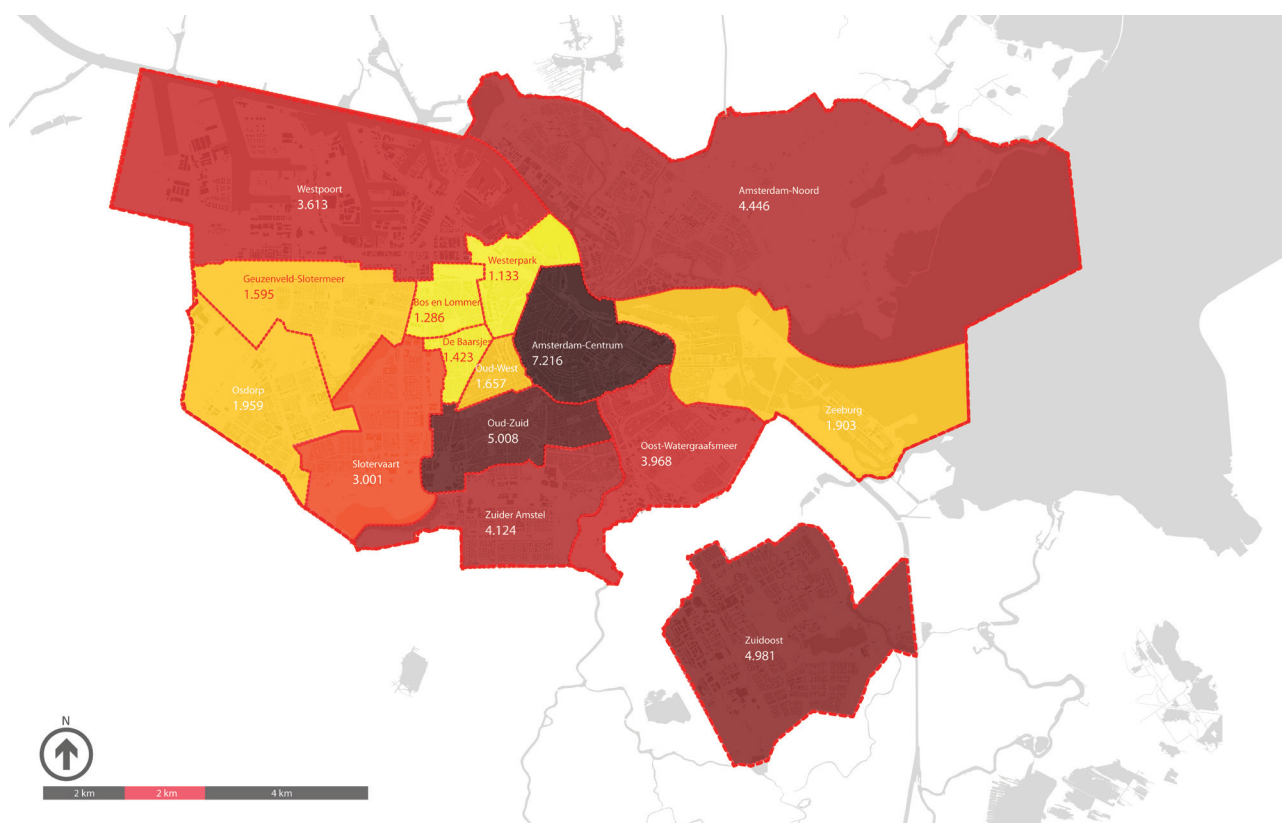 Westpoort
3.613
Amsterdam-Noord
4.446
Westerpark
1.133
Geuzenveld-Slotermeer
1.595
Bos en Lommer
1.286
De Baarsjes
1.423
Amsterdam-Centrum
7.216
Oud-West
1.657
Osdorp
1.959
Zeeburg
1.903
Oud-Zuid
5.008
Oost-Watergraafsmeer
3.968
Slotervaart
3.001
Zuider Amstel
4.124
Zuidoost
4.981
N
2 km 2 km 4 km